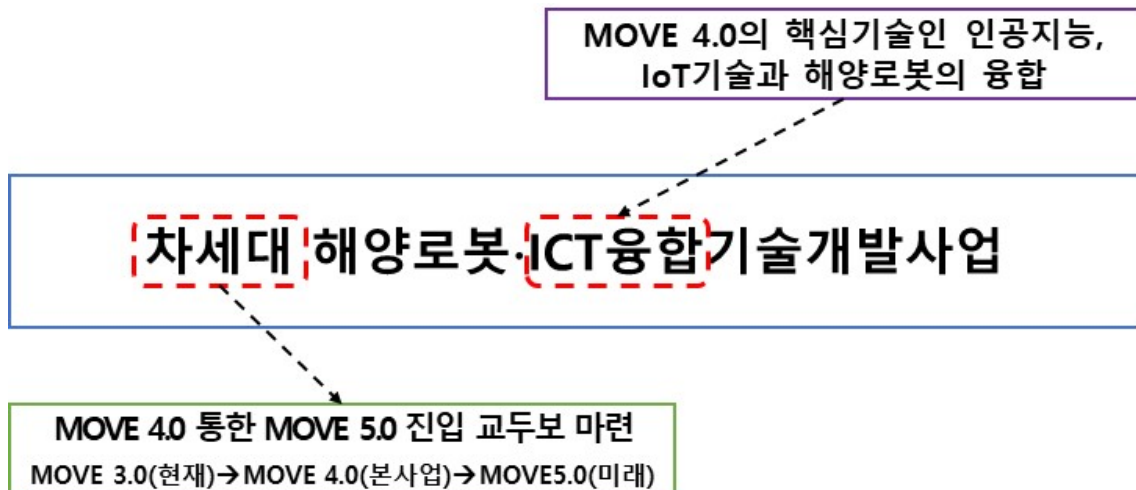 MOVE 4.0의 핵심기술인 인공지능,
IoT기술과 해양로봇의 융합
차세대 해양로봇·ICT융합기술개발사업
MOVE 4.0 통한 MOVE 5.0 진입 교두보 마련
MOVE 3.0(현재)→MOVE 4.0(본사업)→MOVE5.0(미래)